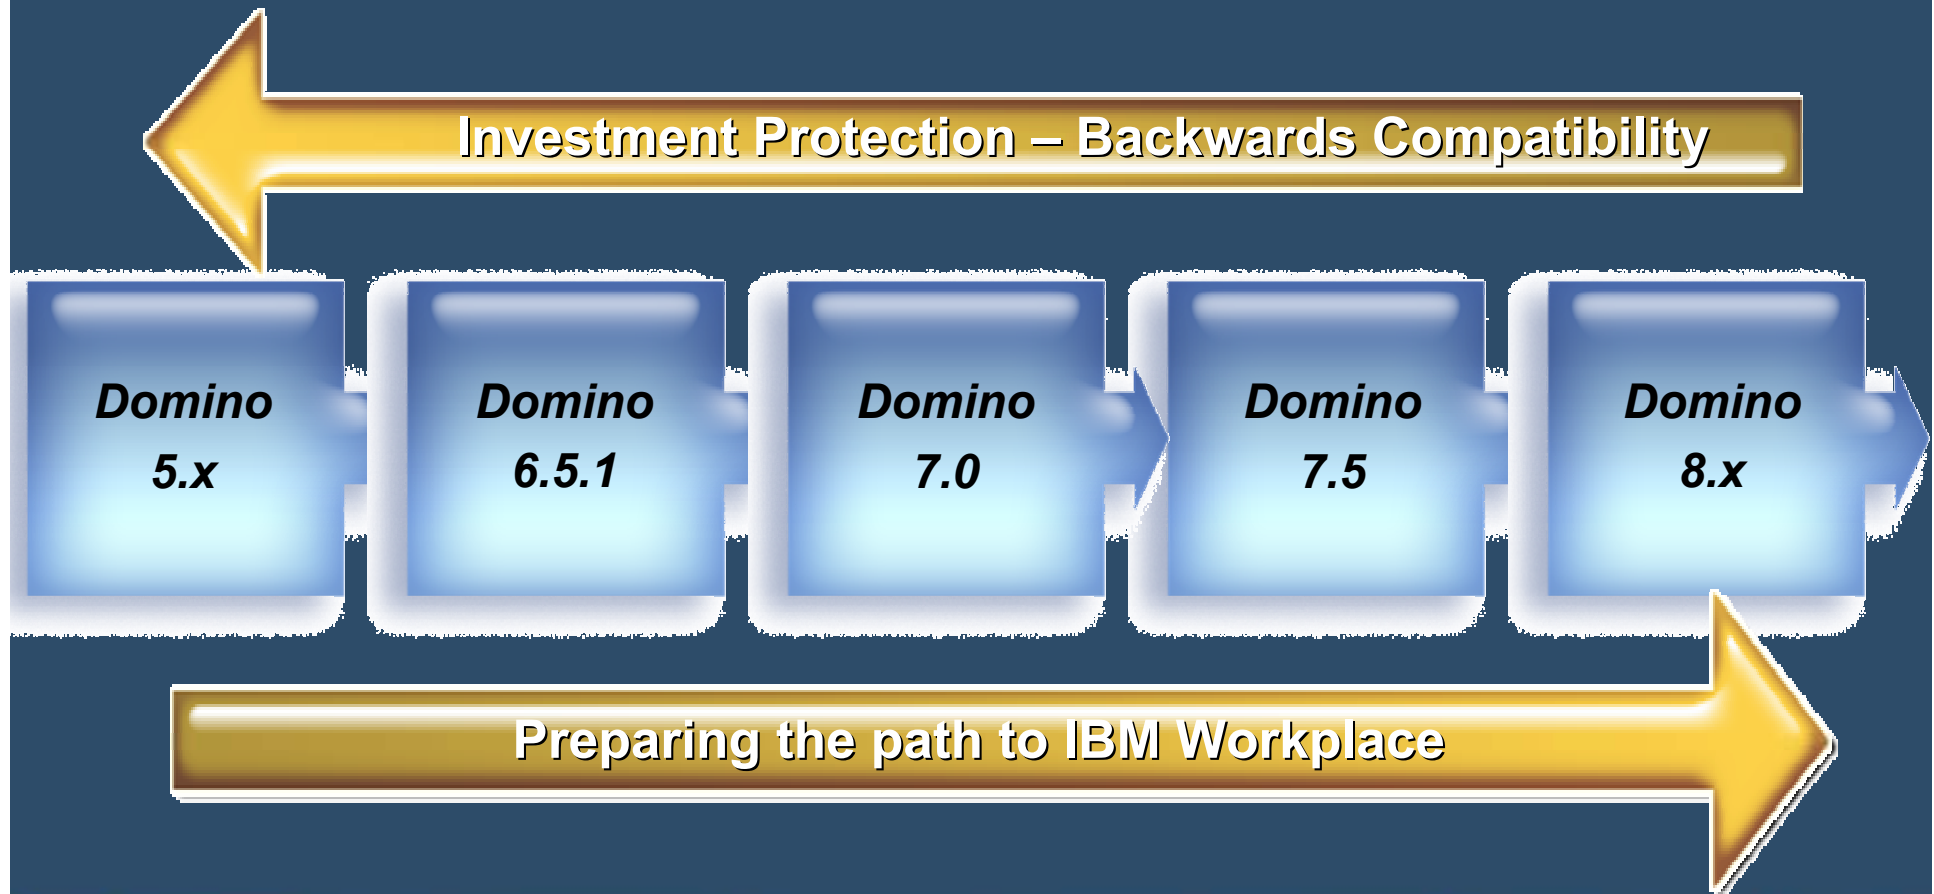 Investment Protection – Backwards Compatibility
Domino
5.x
Domino
6.5.1
Domino
7.0
Domino
7.5
Domino
8.x
Preparing the path to IBM Workplace